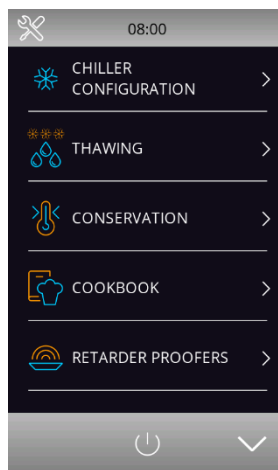 08:00
CHILLER
CONFIGURATION
THAWING
CONSERVATION
COOKBOOK
RETARDER PROOFERS